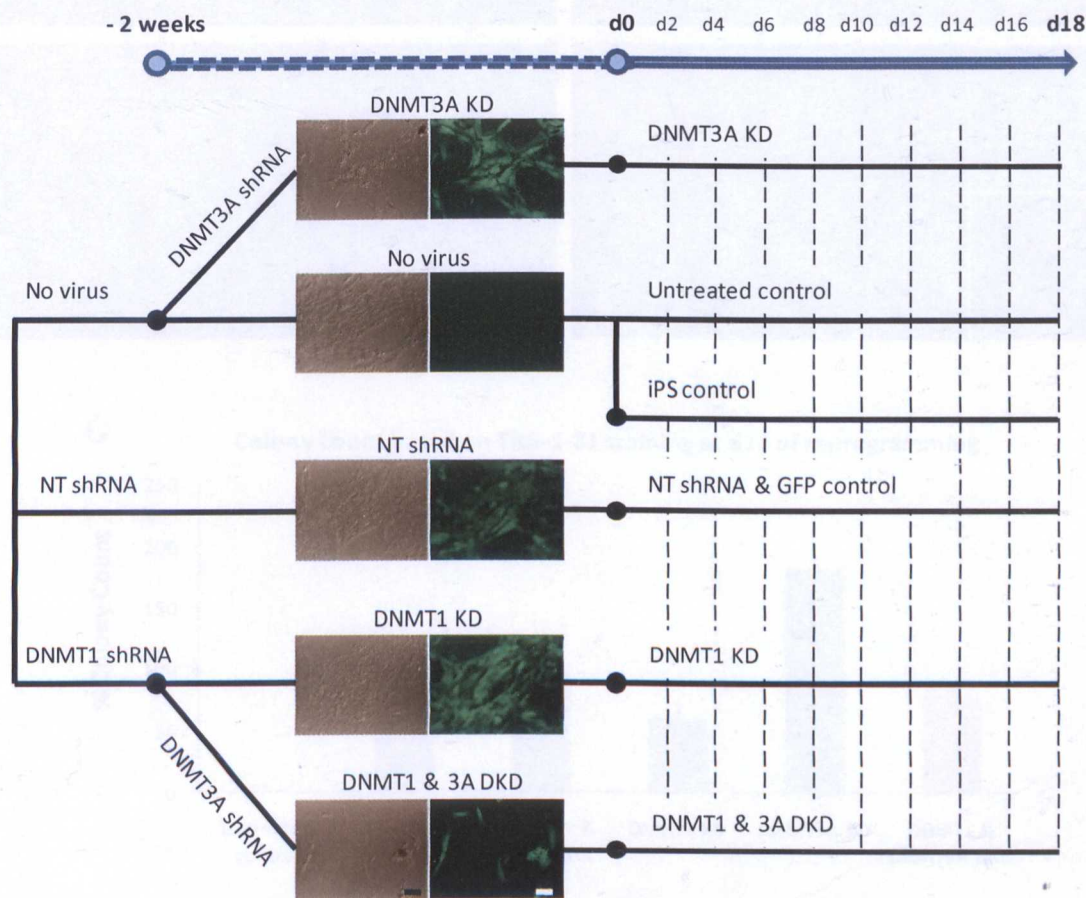 - 2 weeks d0 d2 d4 d6 d8 d10 d12 d14 d16 d18
DNMT3A KD
DNMT3A KD
DNMT3A shRNA
No virus
No virus
Untreated control
iPS control
NT shRNA
NT shRNA
NT shRNA & GFP control
DNMT1 KD
DNMT1 shRNA
DNMT1 KD
DNMT3A shRNA
DNMT1 & 3A DKD
DNMT1 & 3A DKD